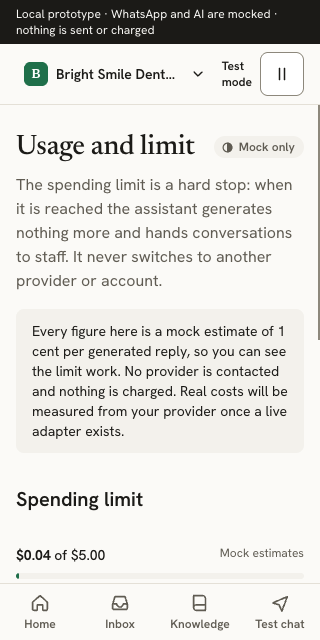 Local prototype · WhatsApp and AI are mocked ·
nothing is sent or charged
B Bright Smile Dent... Test mode
Usage and limit Mock only
The spending limit is a hard stop: when
it is reached the assistant generates
nothing more and hands conversations
to staff. It never switches to another
provider or account.
Every figure here is a mock estimate of 1
cent per generated reply, so you can see
the limit work. No provider is contacted
and nothing is charged. Real costs will be
measured from your provider once a live
adapter exists.
Spending limit
$0.04 of $5.00 Mock estimates
Home Inbox Knowledge Test chat